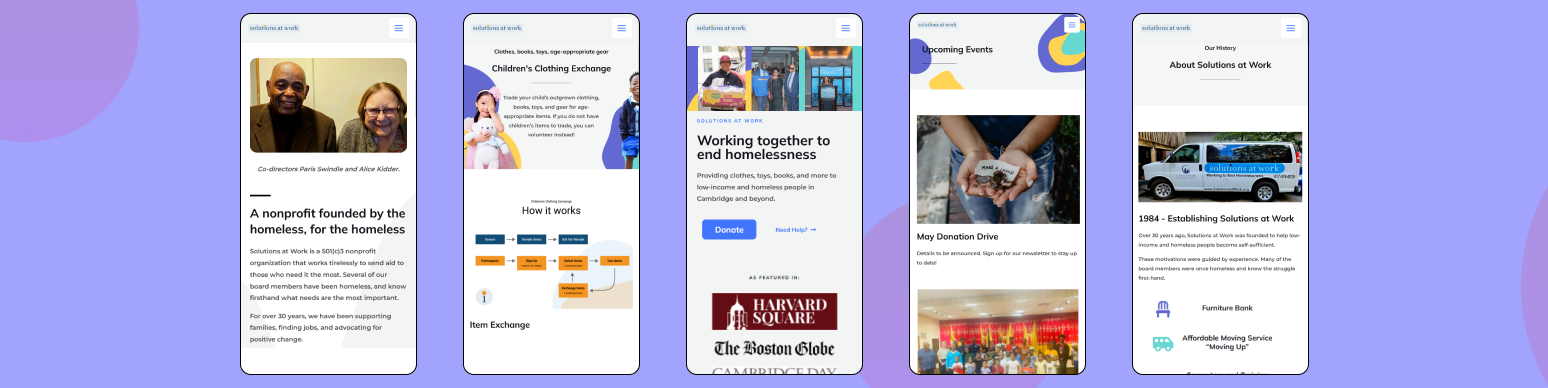 solutions at work
Co-directors Paris Swindle and Alice Kidder.
A nonprofit founded by the
homeless, for the homeless
Solutions at Work is a 501(c)3 nonprofit
organization that works tirelessly to send aid to
those who need it the most. Several of our
board members have been homeless, and know
firsthand what needs are the most important.
For over 30 years, we have been supporting
families, finding jobs, and advocating for
positive change.
solutions at work
Clothes, books, toys, age-appropriate gear
Children's Clothing Exchange
Trade your child's outgrown clothing,
books, toys, and gear for age-
appropriate items. If you do not have
children's items to trade, you can
volunteer instead!
Children's Clothing Exchange
How it works
Donors
Donate Items
Get Tax Receipt
Participants
Sign Up
Select Items
Use Items
Exchange Items
Item Exchange
solutions at work
SOLUTIONS AT WORK
Working together to
end homelessness
Providing clothes, toys, books, and more to
low-income and homeless people in
Cambridge and beyond.
Donate
Need Help? →
AS FEATURED IN:
HARVARD
SQUARE
The Boston Globe
CAMBRIDGE DAY
solutions at work
Upcoming Events
May Donation Drive
Details to be announced. Sign up for our newsletter to stay up
to date!
solutions at work
Our History
About Solutions at Work
solutions at work
Working to End Homelessness
1984 - Establishing Solutions at Work
Over 30 years ago, Solutions at Work was founded to help low-
income and homeless people become self-sufficient.
These motivations were guided by experience. Many of the
board members were once homeless and knew the struggle
first-hand.
Furniture Bank
Affordable Moving Service
"Moving Up"